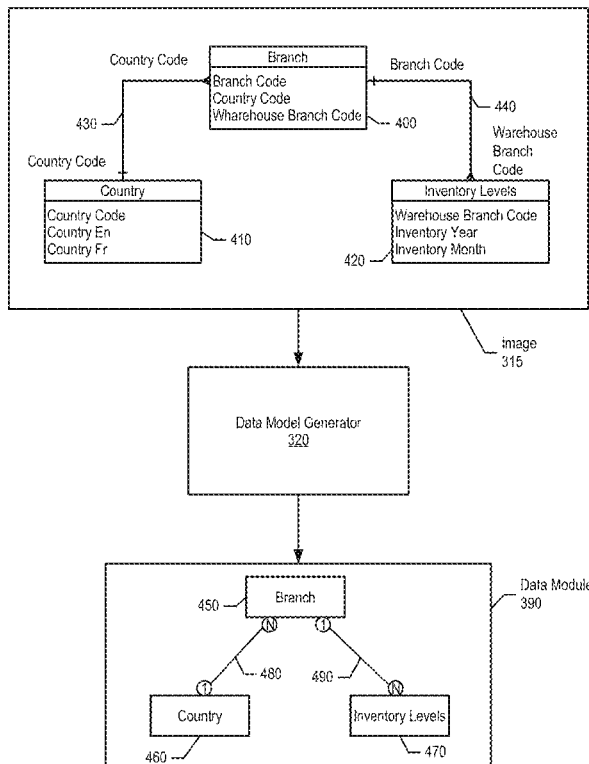 Country Code
Branch
Branch Code
Branch Code
Country Code
Wharehouse Branch Code
430
400
440
Warehouse
Branch
Code
Country Code
Country
Country Code
Country En
Country Fr
410
Inventory Levels
Warehouse Branch Code
Inventory Year
Inventory Month
420
Image
315
Data Model Generator
320
Data Module
390
450
Branch
N
1
480
490
1
N
Country
Inventory Levels
460
470